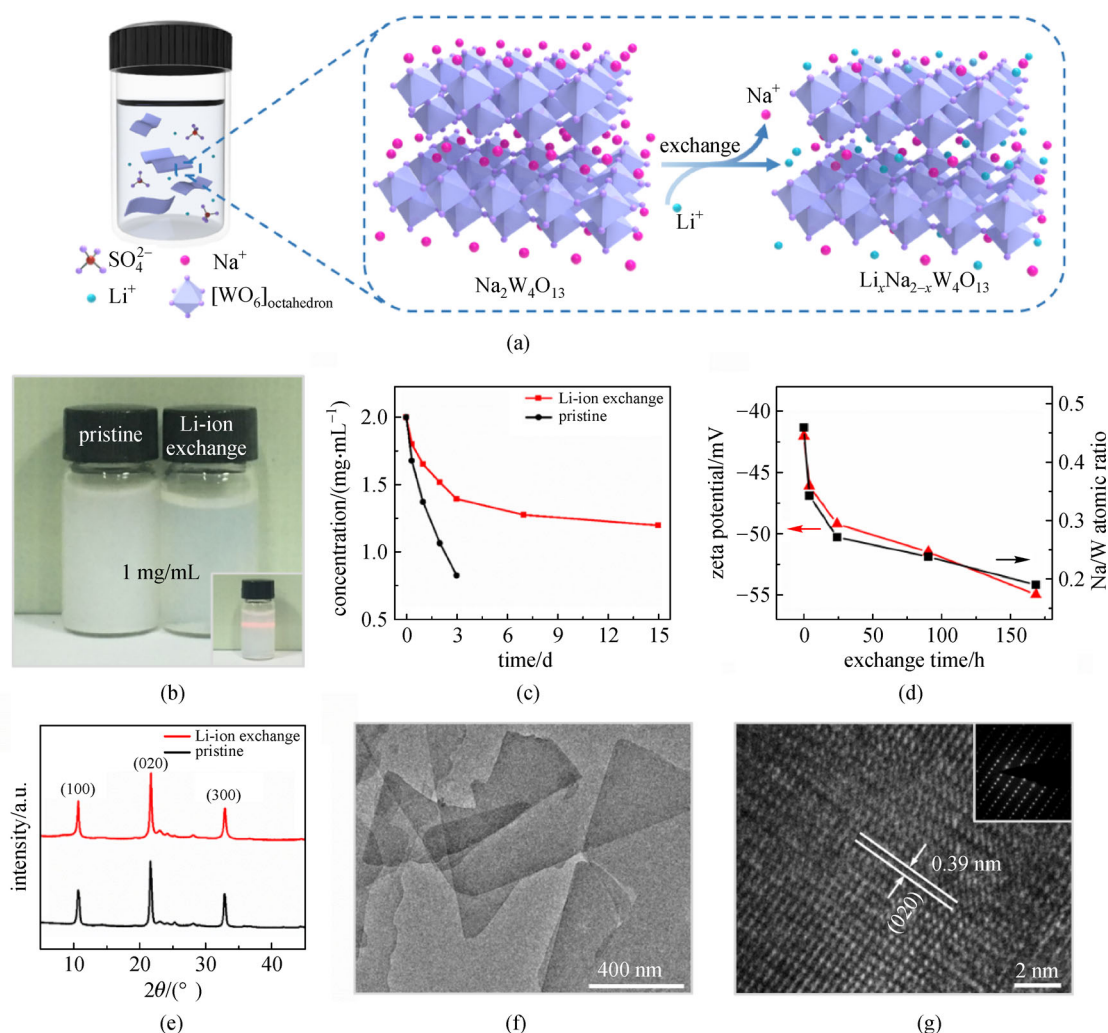 Na⁺
exchange
Li⁺
SO₄²⁻
Na⁺
Li⁺
[WO₆]octahedron
Na₂W₄O₁₃
LiₓNa₂₋ₓW₄O₁₃
(a)
pristine
Li-ion
exchange
1 mg/mL
(b)
Li-ion exchange
pristine
2.0
1.5
1.0
0.5
concentration/(mg·mL⁻¹)
0 3 6 9 12 15
time/d
(c)
−40
−45
−50
−55
zeta potential/mV
0.5
0.4
0.3
0.2
Na/W atomic ratio
0 50 100 150
exchange time/h
(d)
Li-ion exchange
pristine
(100)
(020)
(300)
intensity/a.u.
10 20 30 40
2θ/(°)
(e)
400 nm
(f)
0.39 nm
(020)
2 nm
(g)